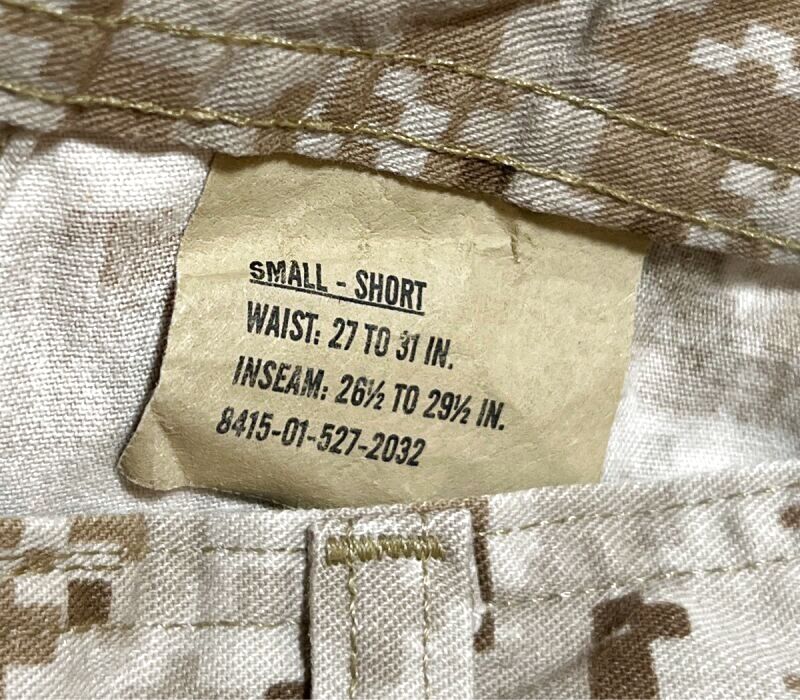 SMALL - SHORT
WAIST: 27 TO 31 IN.
INSEAM: 26½ TO 29½ IN.
8415-01-527-2032